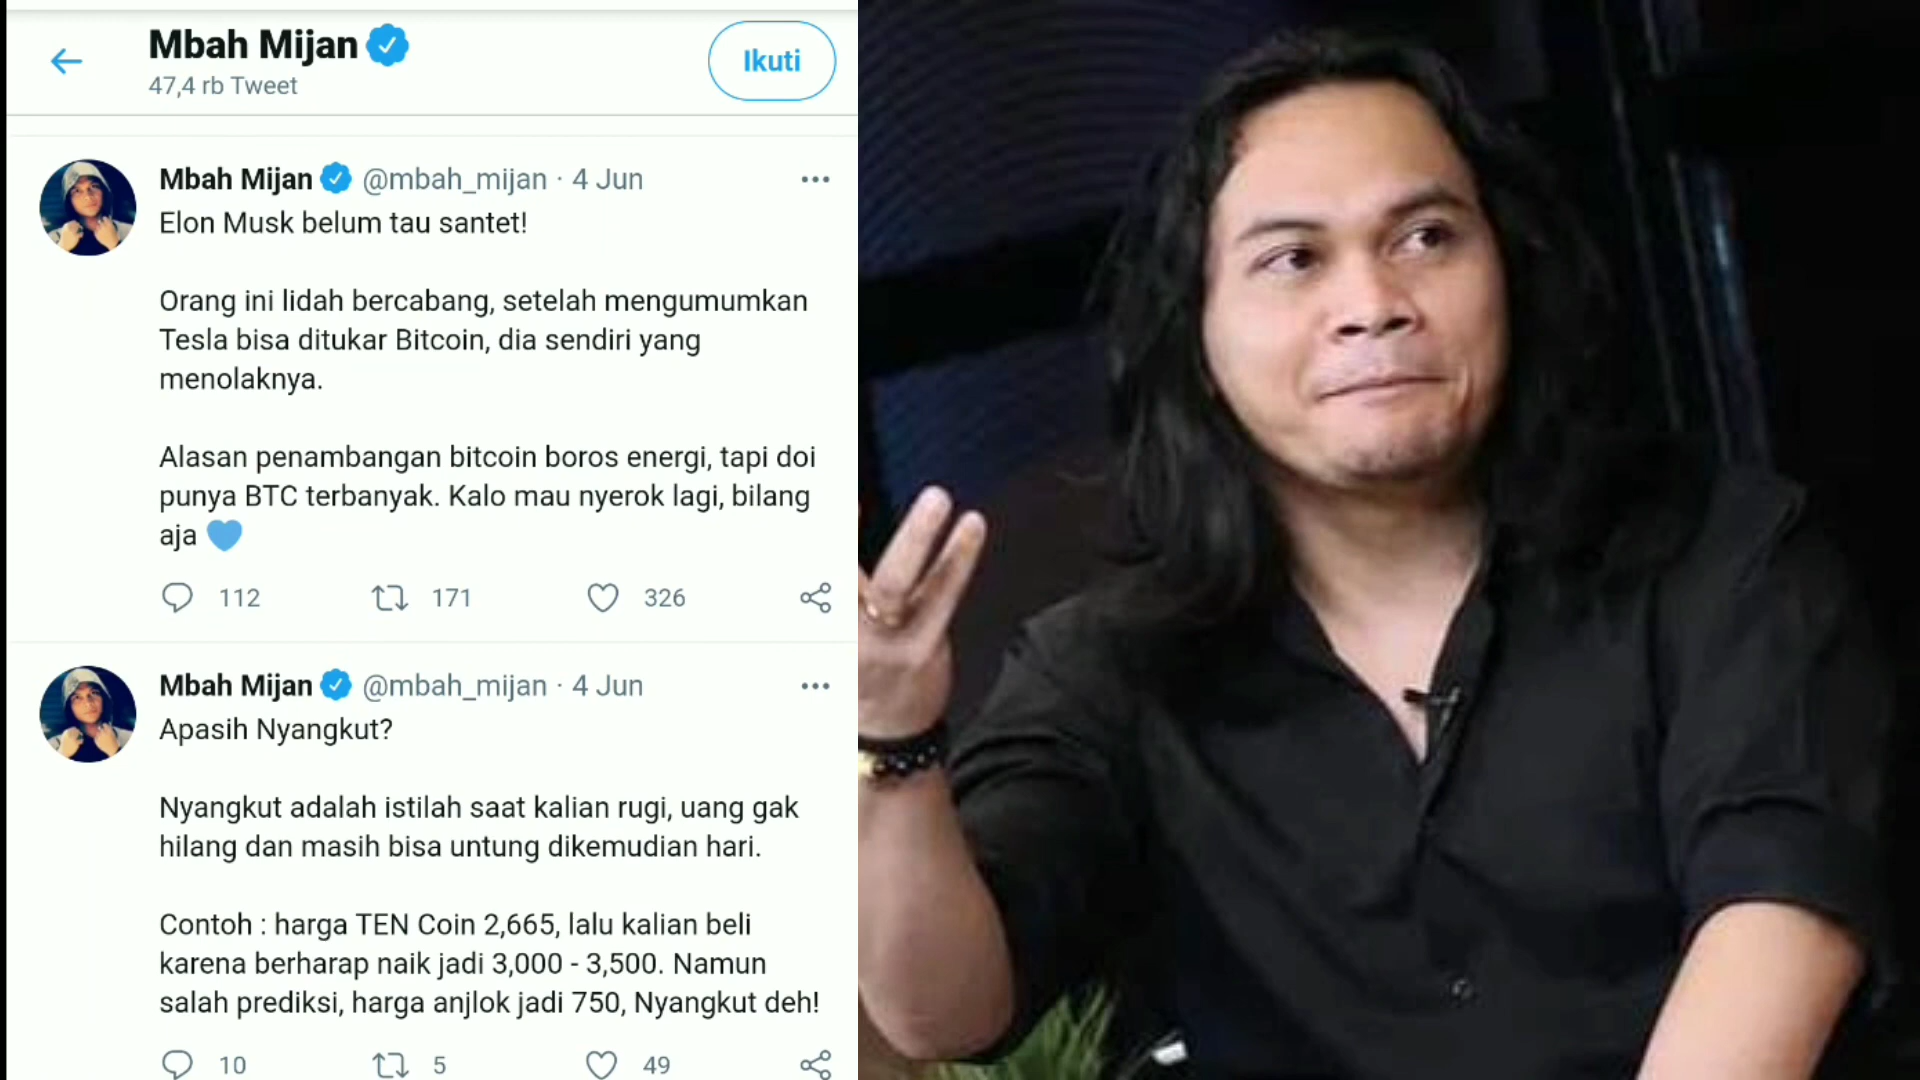 Mbah Mijan
47,4 rb Tweet
Ikuti
Mbah Mijan @mbah_mijan · 4 Jun
Elon Musk belum tau santet!
Orang ini lidah bercabang, setelah mengumumkan
Tesla bisa ditukar Bitcoin, dia sendiri yang
menolaknya.
Alasan penambangan bitcoin boros energi, tapi doi
punya BTC terbanyak. Kalo mau nyerok lagi, bilang
aja 💙
112 171 326
Mbah Mijan @mbah_mijan · 4 Jun
Apasih Nyangkut?
Nyangkut adalah istilah saat kalian rugi, uang gak
hilang dan masih bisa untung dikemudian hari.
Contoh : harga TEN Coin 2,665, lalu kalian beli
karena berharap naik jadi 3,000 - 3,500. Namun
salah prediksi, harga anjlok jadi 750, Nyangkut deh!
10 5 49